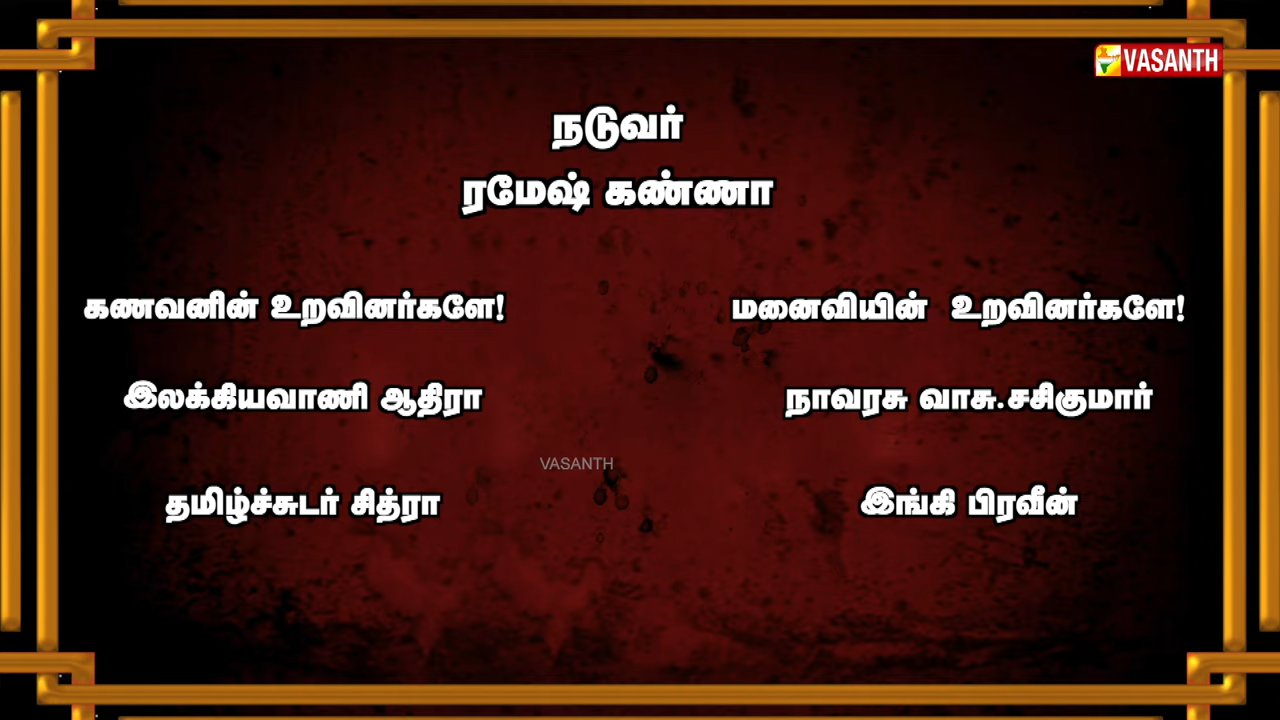 VASANTH
நடுவர்
ரமேஷ் கண்ணா
கணவனின் உறவினர்களே!
மனைவியின் உறவினர்களே!
இலக்கியவாணி ஆதிரா
நாவரசு வாசு.சசிகுமார்
VASANTH
தமிழ்ச்சுடர் சித்ரா
இங்கி பிரவீன்